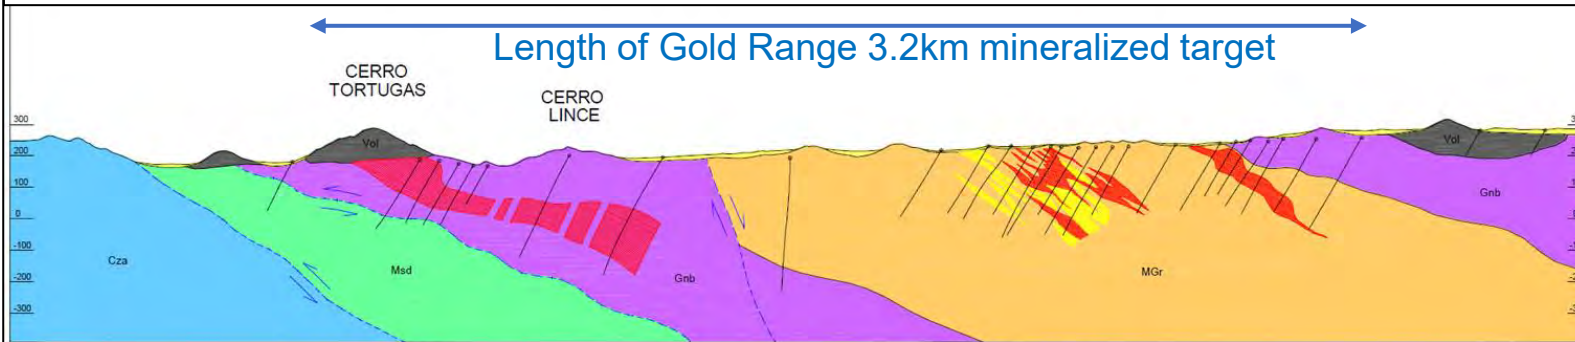 Length of Gold Range 3.2km mineralized target
CERRO
TORTUGAS
CERRO
LINCE
300
200
100
0
-100
-200
-300
Vol
Cza
Msd
Gnb
MGr
Vol
Gnb